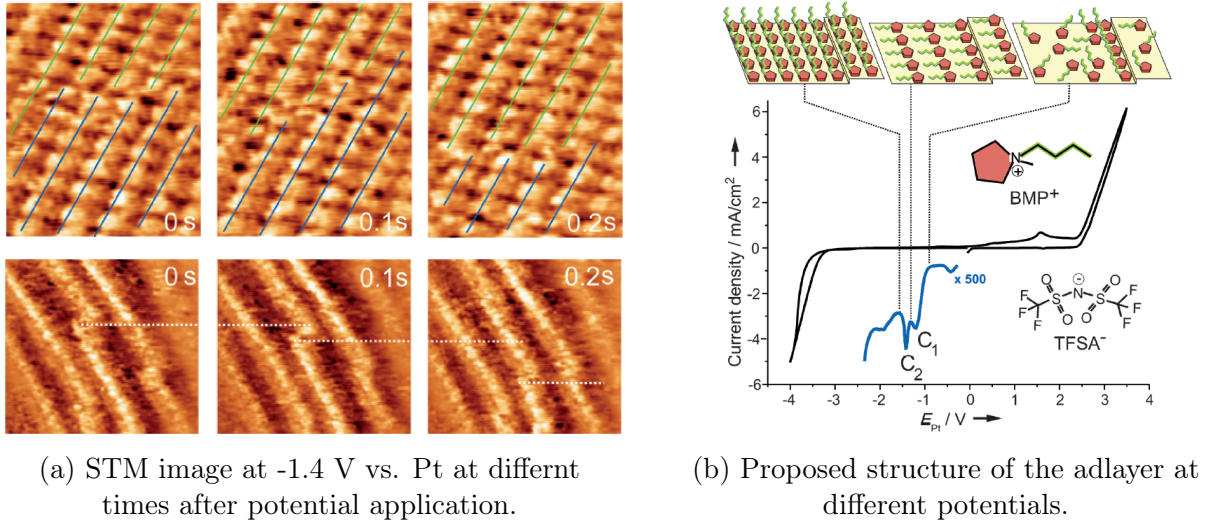 0 s
0.1s
0.2s
0 s
0.1s
0.2s
(a) STM image at -1.4 V vs. Pt at differnt
times after potential application.
Current density / mA/cm²
6
4
2
0
-2
-4
-6
-4 -3 -2 -1 0 1 2 3 4
E_Pt / V
N
⊕
BMP⁺
x 500
C₁
C₂
O ⊖ O
F S N S F
F O O F
F F
TFSA⁻
(b) Proposed structure of the adlayer at
different potentials.